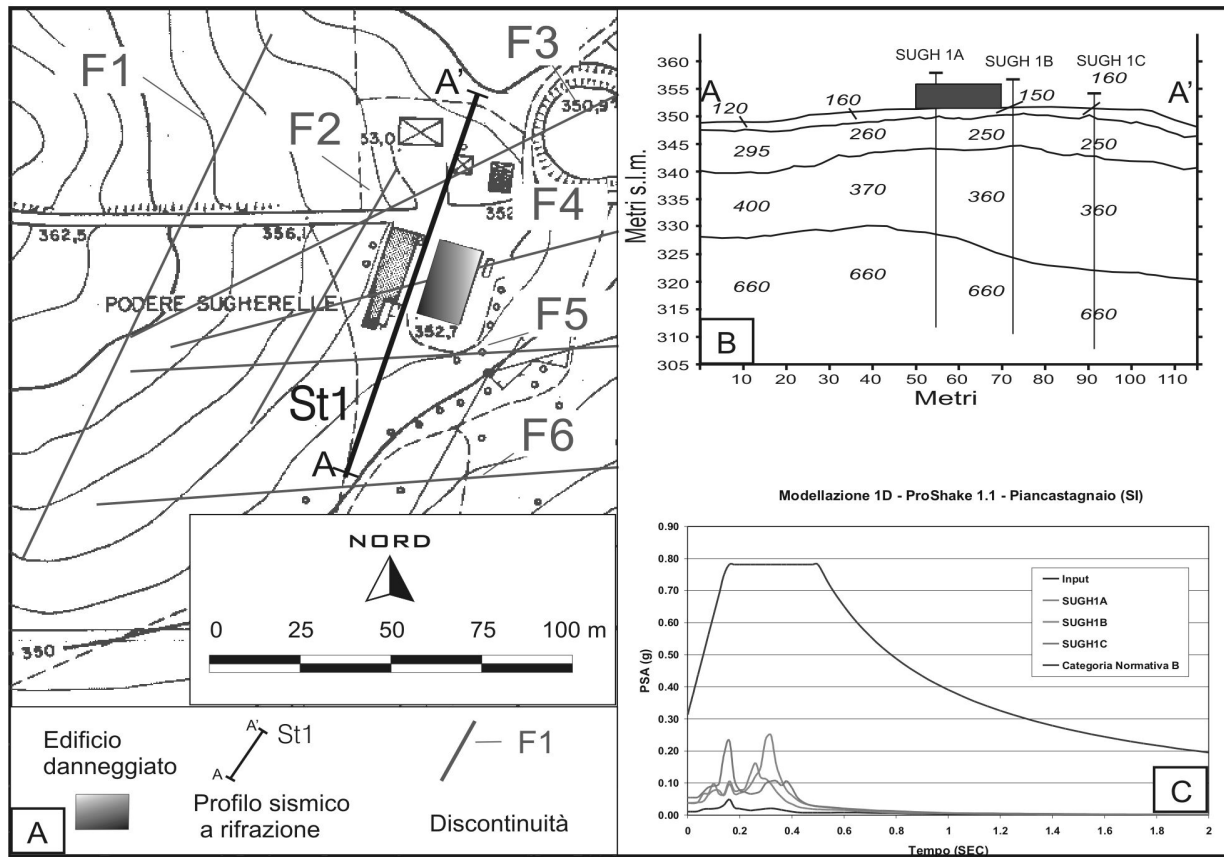 F1
F2
F3
A'
350,9
53,0
352
F4
362,5
356,1
PODERE SUGHERELLE
352,7
F5
St1
F6
A
NORD
0 25 50 75 100 m
350
Edificio
danneggiato
A'
St1
A
Profilo sismico
a rifrazione
F1
Discontinuità
A
365
360
355
350
345
340
335
330
325
320
315
310
305
Metri s.l.m.
SUGH 1A
SUGH 1B
SUGH 1C
A
A'
120
160
150
160
295
260
250
250
400
370
360
360
660
660
660
660
10 20 30 40 50 60 70 80 90 100 110
Metri
B
Modellazione 1D - ProShake 1.1 - Piancastagnaio (SI)
0.90
0.80
0.70
0.60
0.50
0.40
0.30
0.20
0.10
0.00
PSA (g)
Input
SUGH1A
SUGH1B
SUGH1C
Categoria Normativa B
0 0.2 0.4 0.6 0.8 1 1.2 1.4 1.6 1.8 2
Tempo (SEC)
C